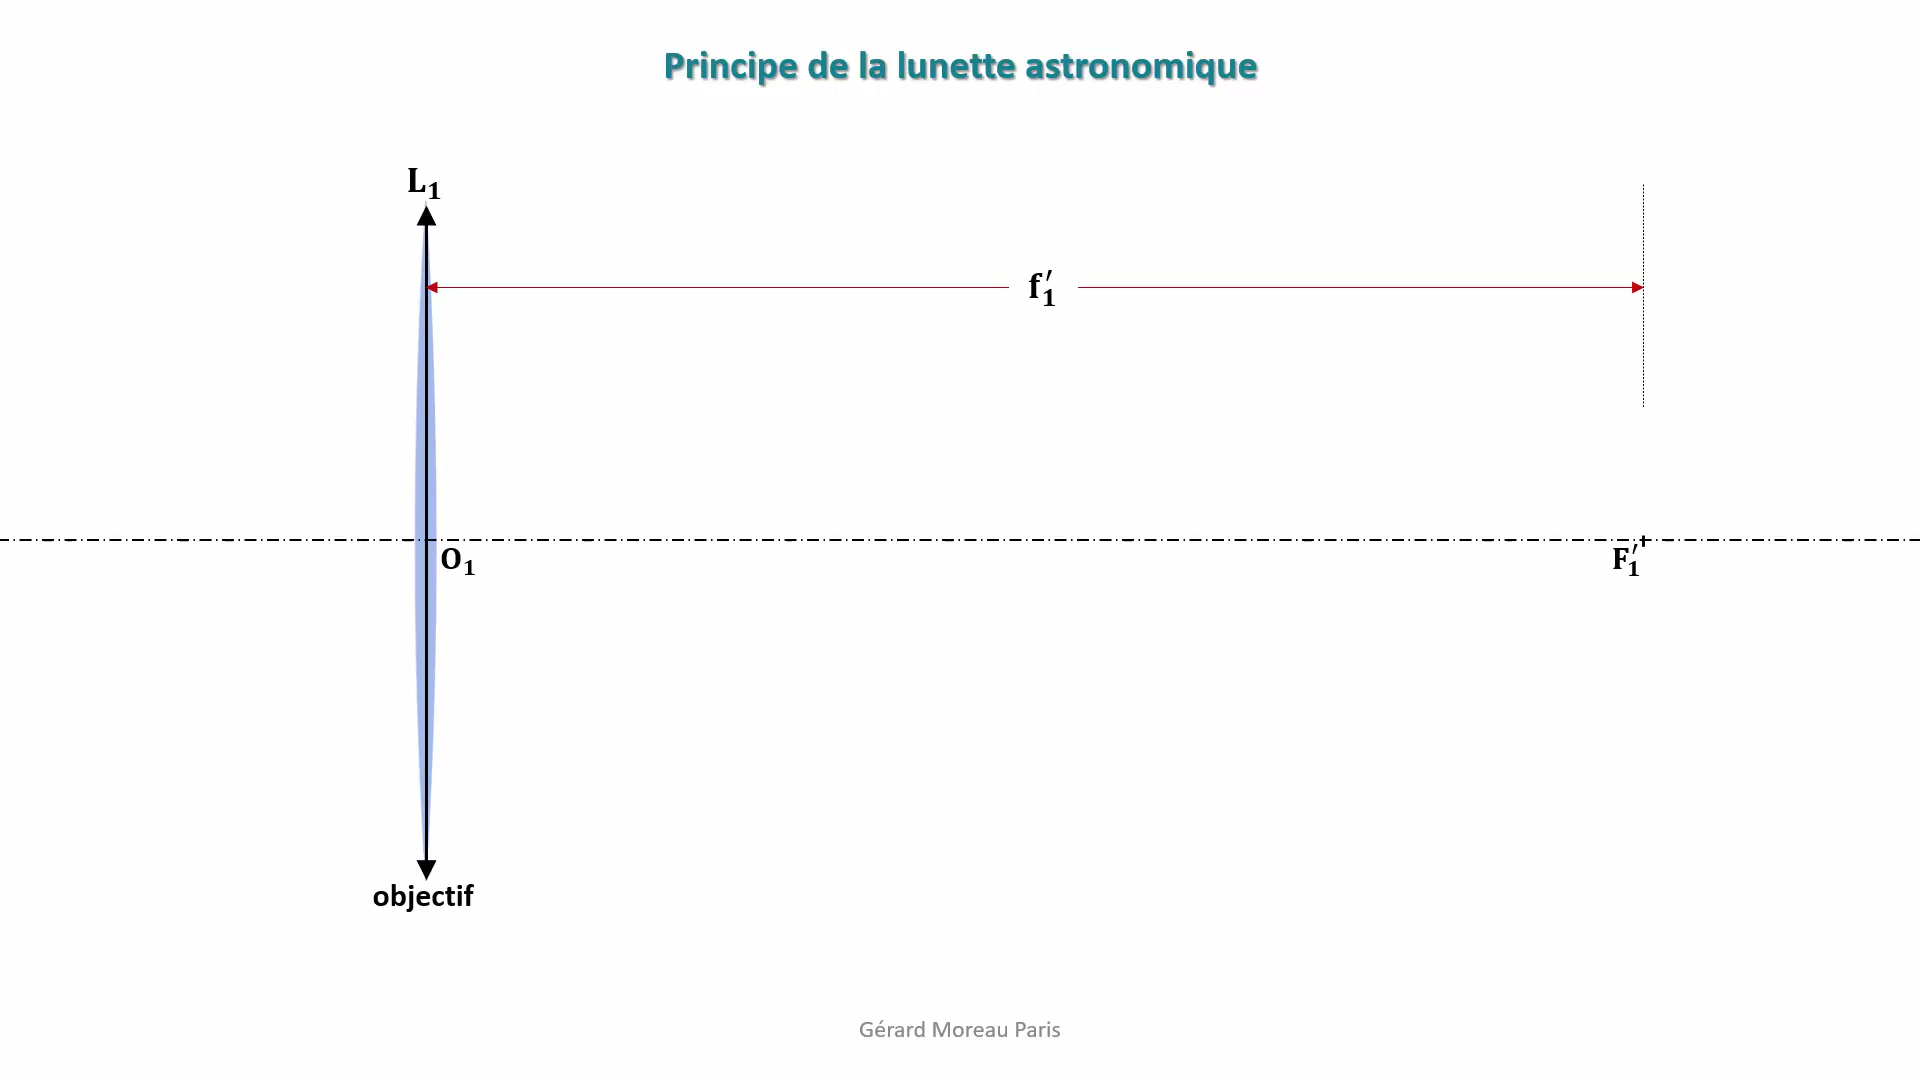 Principe de la lunette astronomique
L₁
f′₁
O₁
F′₁
objectif
Gérard Moreau Paris